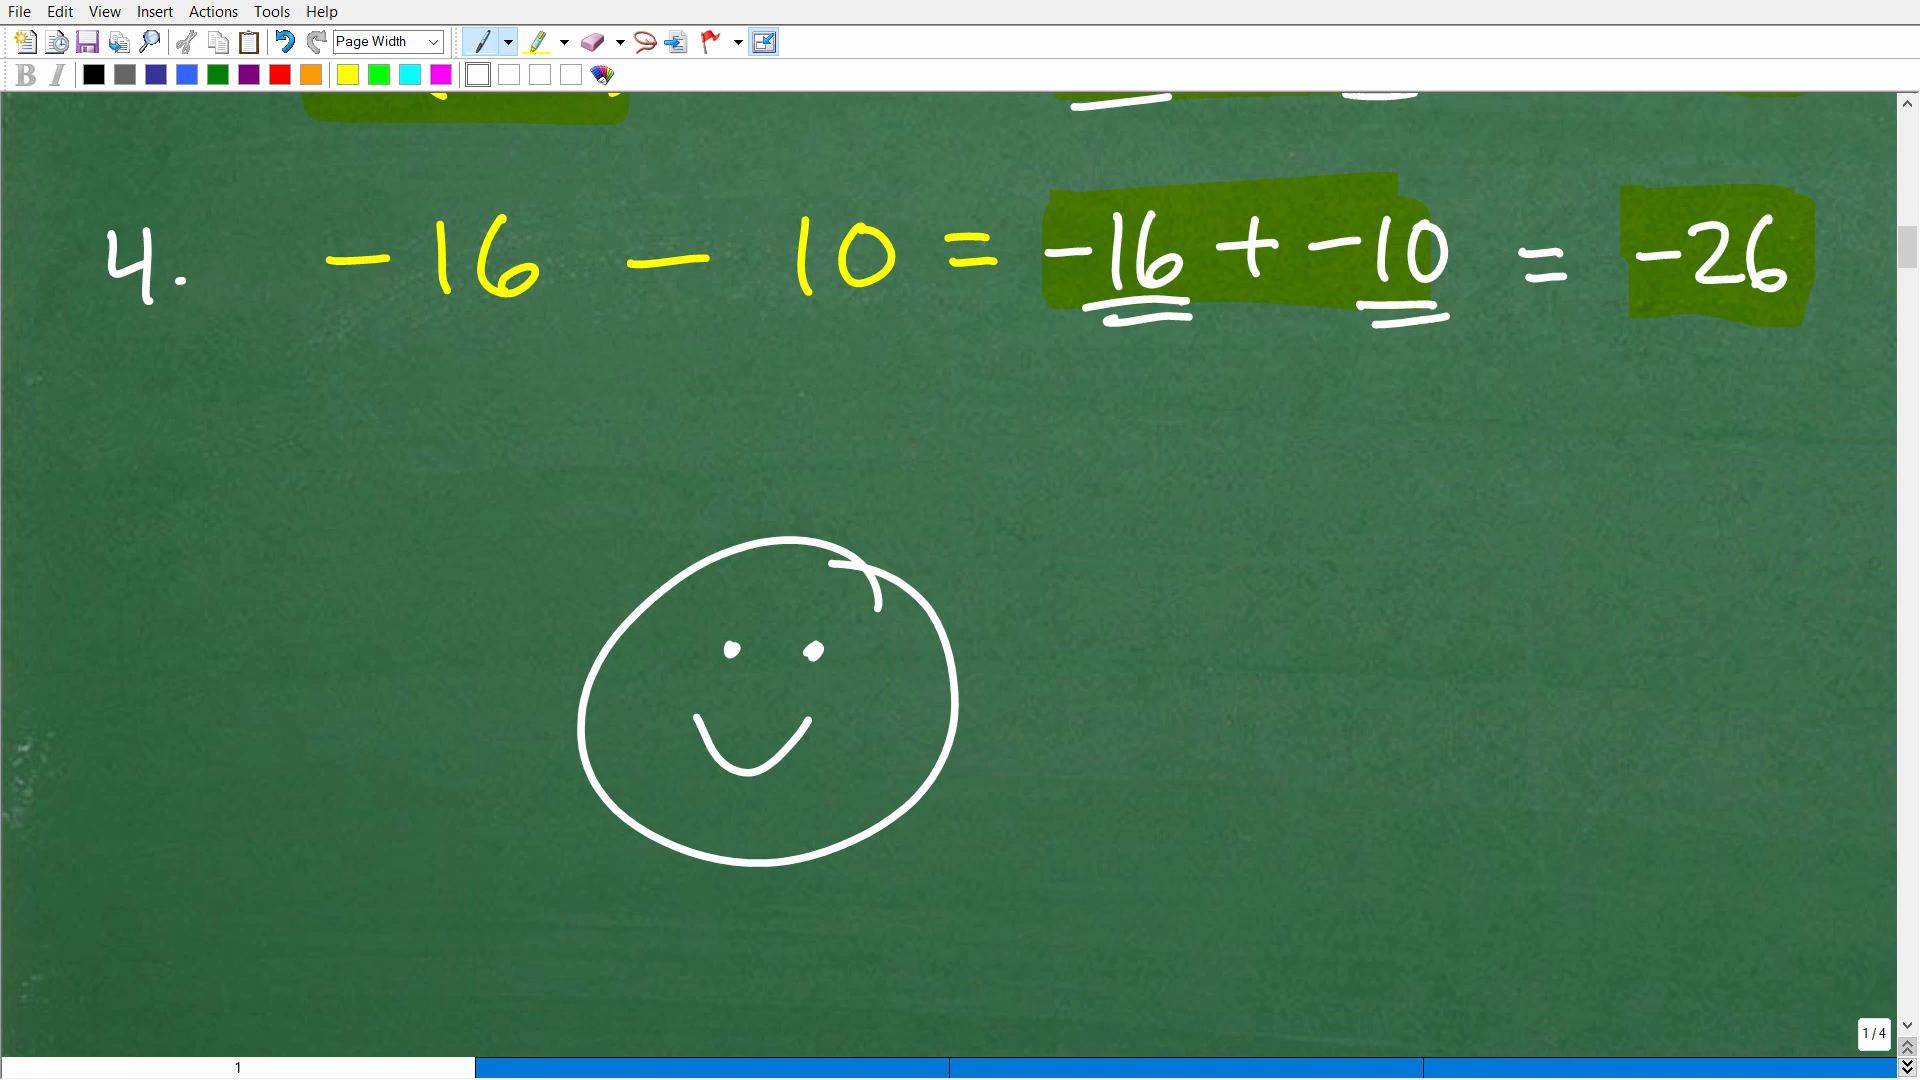 File Edit View Insert Actions Tools Help
Page Width
B I
4. -16 - 10 = -16 + -10 = -26
1 / 4
1